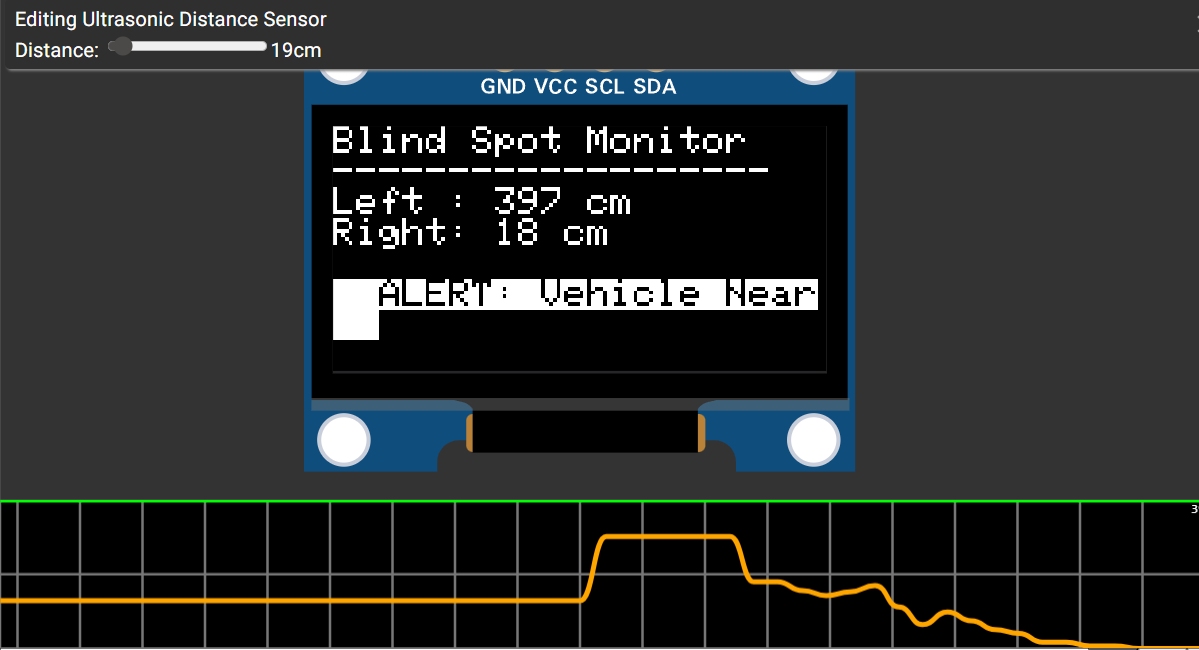 Editing Ultrasonic Distance Sensor
Distance: 19cm
GND VCC SCL SDA
Blind Spot Monitor
-------------------
Left : 397 cm
Right: 18 cm
ALERT: Vehicle Near